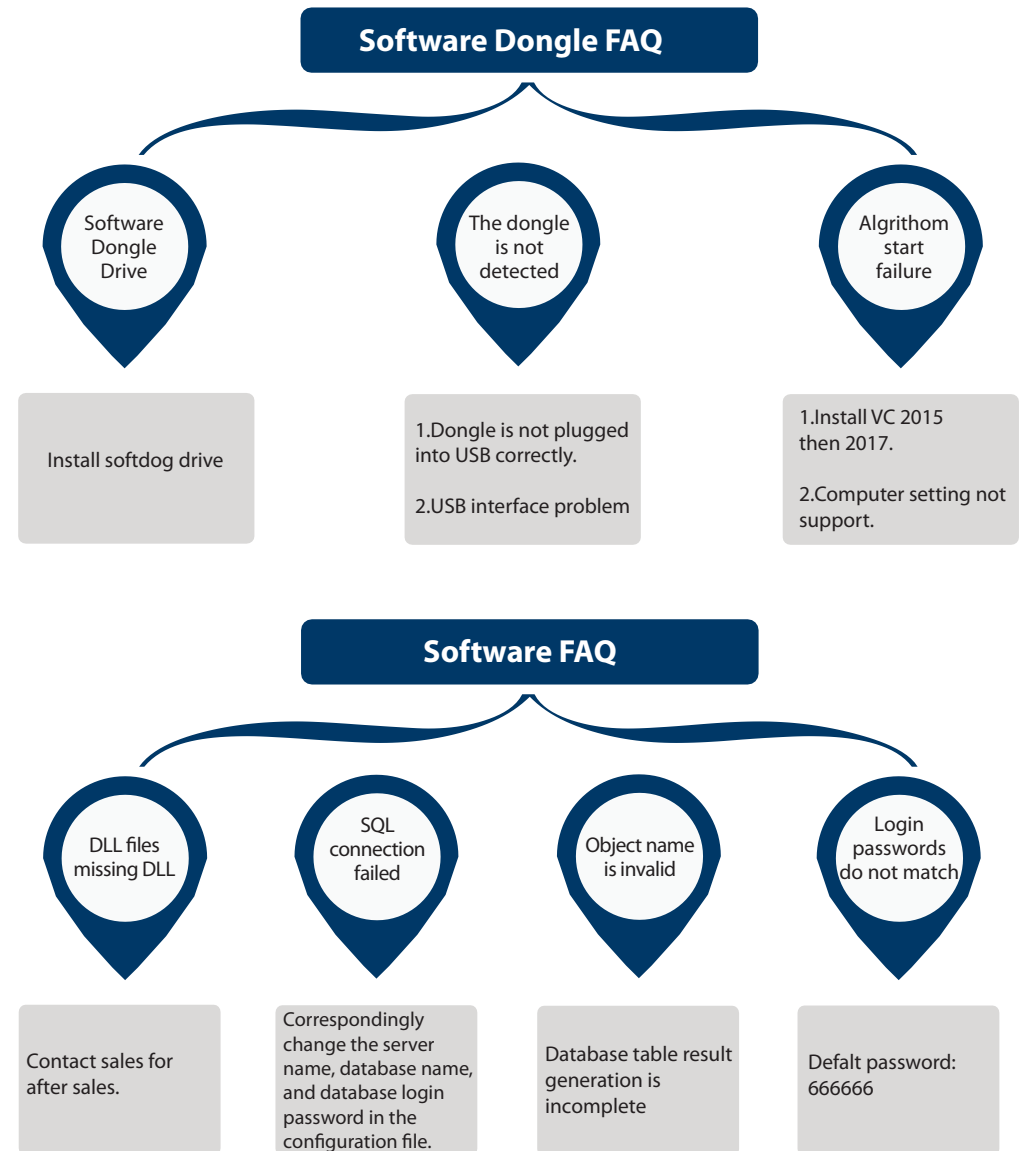 Software Dongle FAQ
Software
Dongle
Drive
The dongle
is not
detected
Algrithom
start
failure
Install softdog drive
1.Dongle is not plugged
into USB correctly.
2.USB interface problem
1.Install VC 2015
then 2017.
2.Computer setting not
support.
Software FAQ
DLL files
missing DLL
SQL
connection
failed
Object name
is invalid
Login
passwords
do not match
Contact sales for
after sales.
Correspondingly
change the server
name, database name,
and database login
password in the
configuration file.
Database table result
generation is
incomplete
Defalt password:
666666